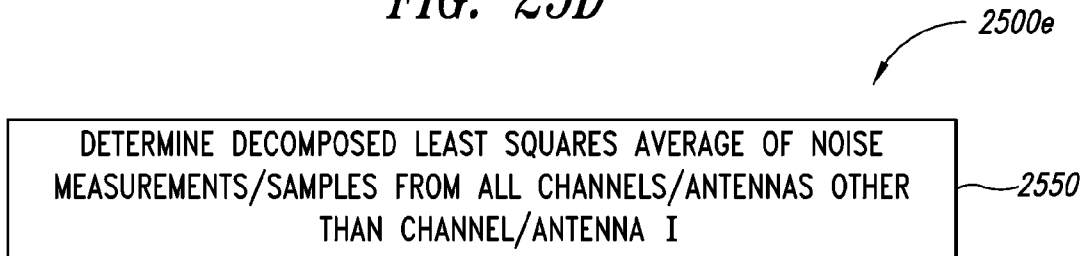 FIG. 25D
2500e
DETERMINE DECOMPOSED LEAST SQUARES AVERAGE OF NOISE
MEASUREMENTS/SAMPLES FROM ALL CHANNELS/ANTENNAS OTHER
THAN CHANNEL/ANTENNA I
2550